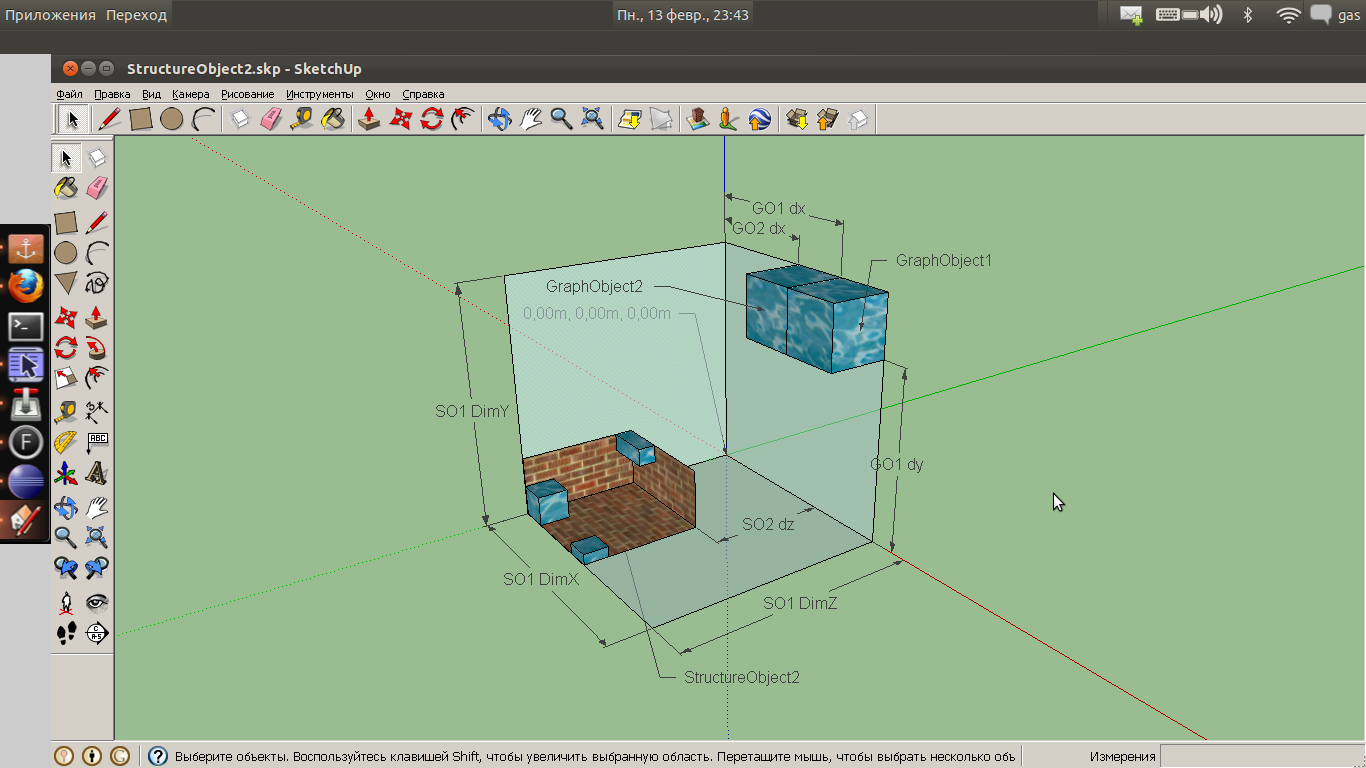 Приложения Переход
Пн., 13 февр., 23:43
gas
StructureObject2.skp - SketchUp
Файл Правка Вид Камера Рисование Инструменты Окно Справка
GO1 dx
GO2 dx
GraphObject1
GraphObject2
0,00m, 0,00m, 0,00m
SO1 DimY
ABC
GO1 dy
SO2 dz
SO1 DimX
SO1 DimZ
StructureObject2
Выберите объекты. Воспользуйтесь клавишей Shift, чтобы увеличить выбранную область. Перетащите мышь, чтобы выбрать несколько объ
Измерения